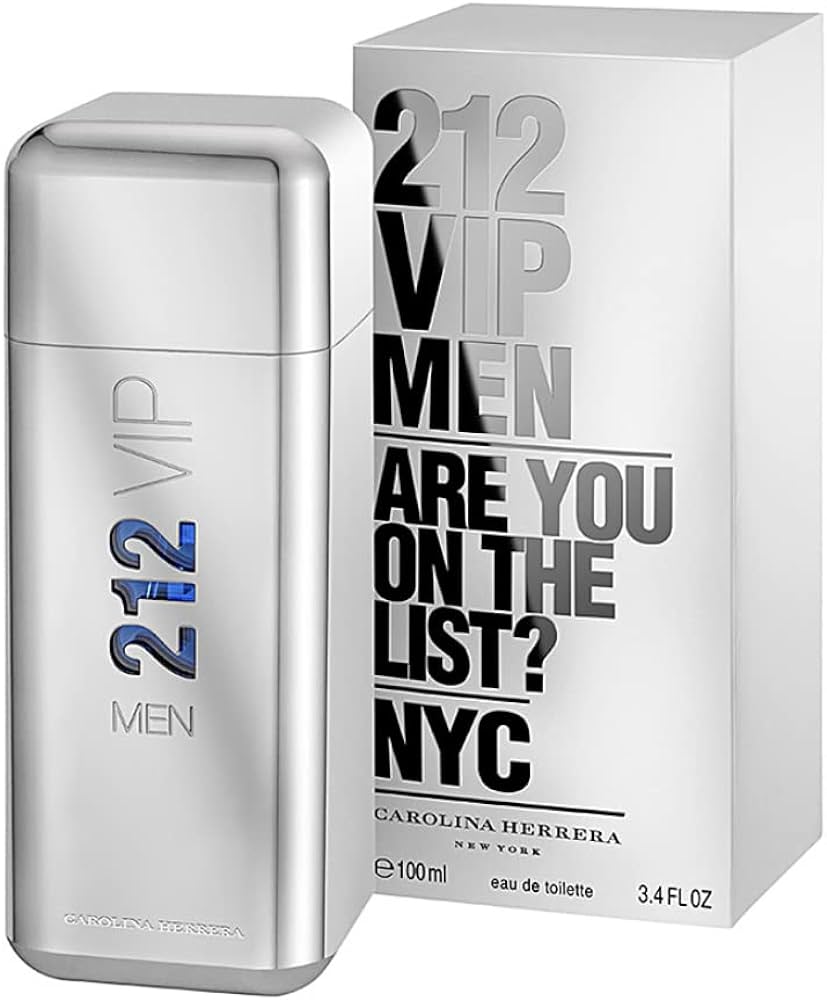 212 VIP
MEN
CAROLINA HERRERA
212
VIP
MEN
ARE YOU
ON THE
LIST?
NYC
CAROLINA HERRERA
NEW YORK
℮100ml
eau de toilette
3.4 FL OZ